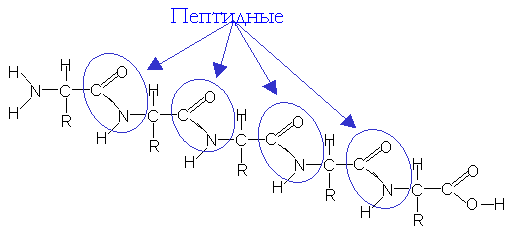 Пептидные
H H O
N C C H O
H R N C C H O
H R N C C H O
H R N C C H O
H R N C C
O H
H R